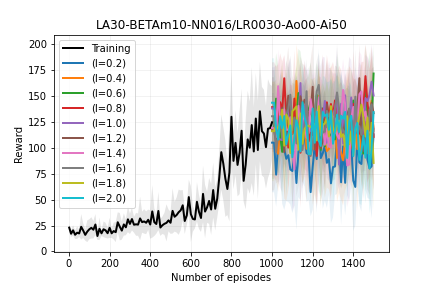 LA30-BETAm10-NN016/LR0030-Ao00-Ai50
Reward
200
175
150
125
100
75
50
25
0
Training
(l=0.2)
(l=0.4)
(l=0.6)
(l=0.8)
(l=1.0)
(l=1.2)
(l=1.4)
(l=1.6)
(l=1.8)
(l=2.0)
0 200 400 600 800 1000 1200 1400
Number of episodes